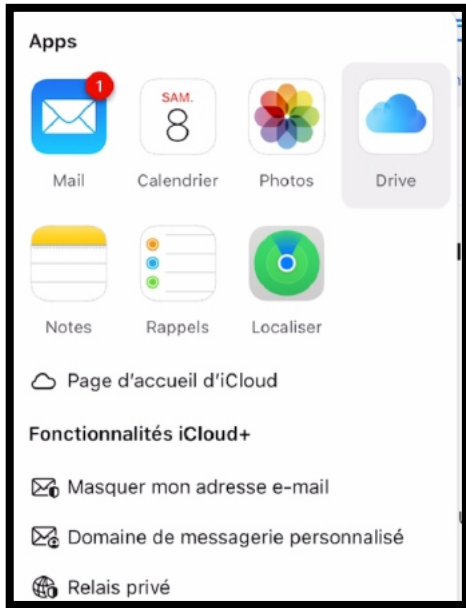 Apps
1
SAM.
8
Mail Calendrier Photos Drive
Notes Rappels Localiser
Page d'accueil d'iCloud
Fonctionnalités iCloud+
Masquer mon adresse e-mail
Domaine de messagerie personnalisé
Relais privé